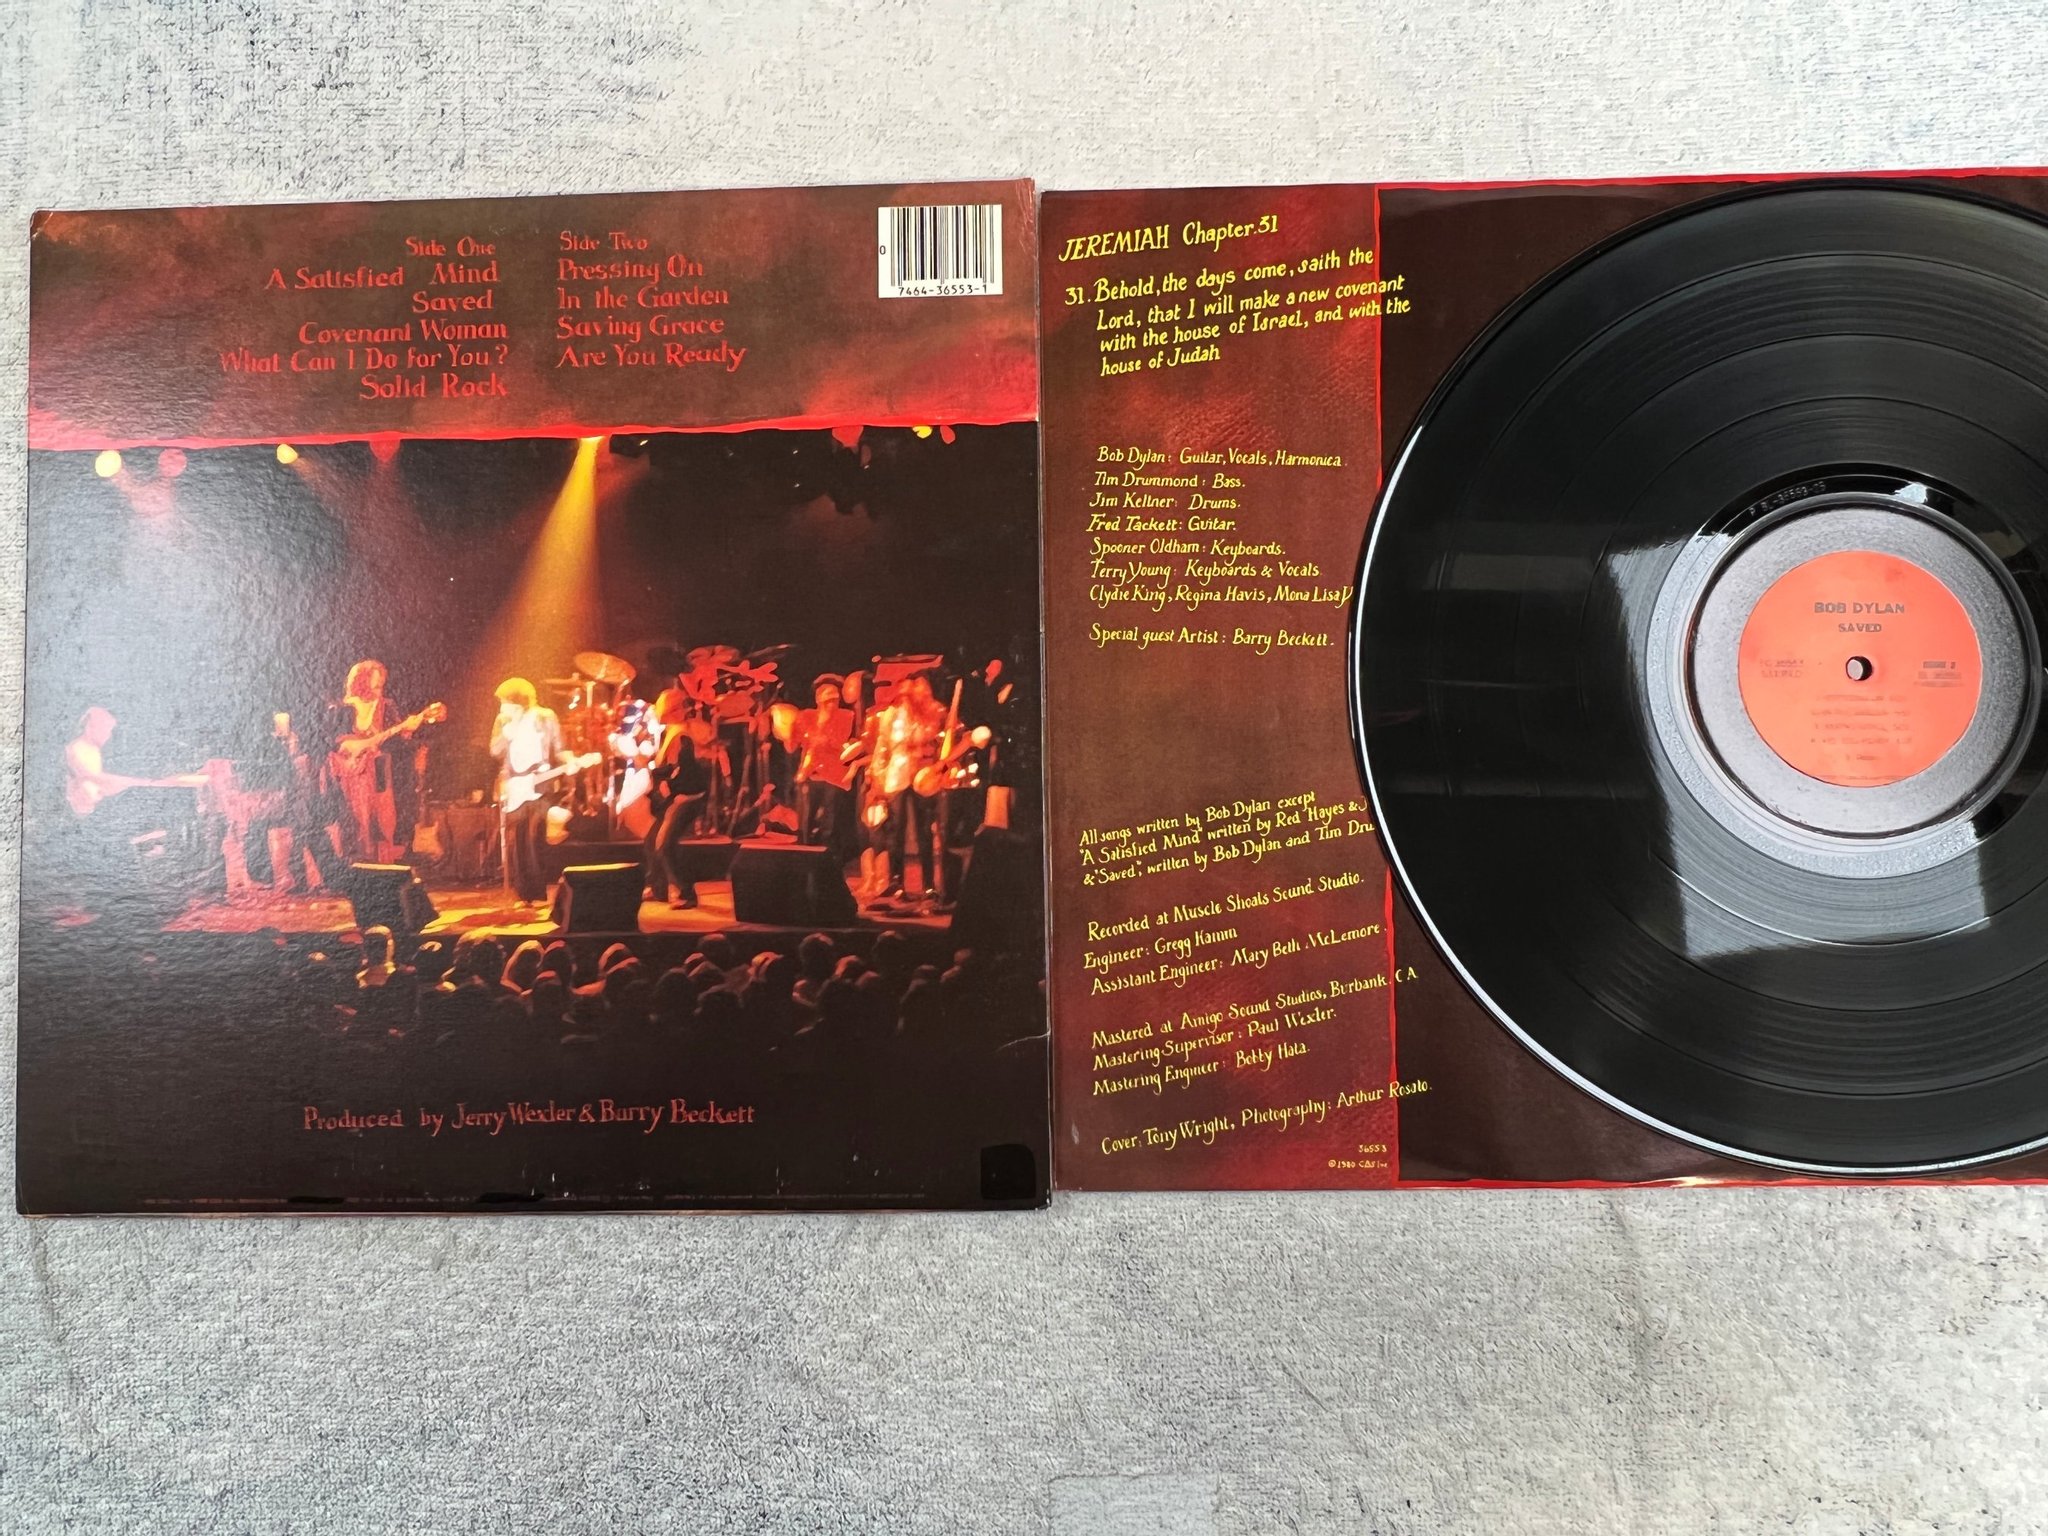 Side One
A Satisfied Mind
Saved
Covenant Woman
What Can I Do for You?
Solid Rock
Side Two
Pressing On
In the Garden
Saving Grace
Are You Ready
0
7464-36553-1
Produced by Jerry Wexler & Barry Beckett
JEREMIAH Chapter.31
31. Behold, the days come, saith the
Lord, that I will make a new covenant
with the house of Israel, and with the
house of Judah
Bob Dylan: Guitar, Vocals, Harmonica.
Tim Drummond: Bass.
Jim Keltner: Drums.
Fred Tackett: Guitar.
Spooner Oldham: Keyboards.
Terry Young: Keyboards & Vocals
Clydie King, Regina Havis, Mona Lisa Y
Special guest Artist: Barry Beckett.
All songs written by Bob Dylan except
"A Satisfied Mind" written by Red Hayes & J
& "Saved", written by Bob Dylan and Tim Dru
Recorded at Muscle Shoals Sound Studio.
Engineer: Gregg Hamm
Assistant Engineer: Mary Beth McLemore.
Mastered at Amigo Sound Studios, Burbank. CA
Mastering Supervisor: Paul Wexler.
Mastering Engineer: Bobby Hata.
Cover: Tony Wright, Photography: Arthur Rosato.
36553
© 1980 CBS Inc
BOB DYLAN
SAVED